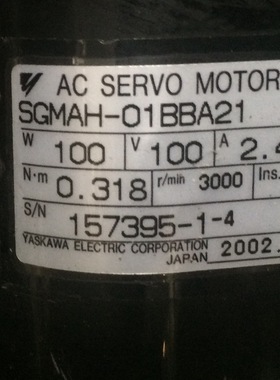 AC SERVO MOTOR
SGMAH-01BBA21
W 100 V 100 A 2.4
N·m 0.318 r/min 3000 Ins.
S/N 157395-1-4
YASKAWA ELECTRIC CORPORATION
JAPAN 2002.